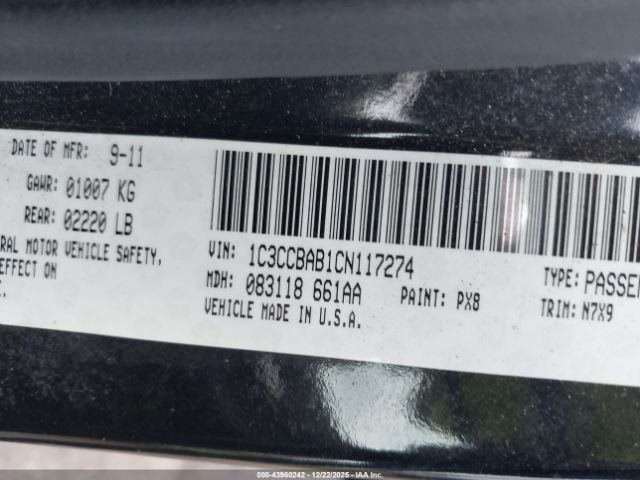 DATE OF MFR: 9-11
GAWR: 01007 KG
REAR: 02220 LB
RAL MOTOR VEHICLE SAFETY,
EFFECT ON
VIN: 1C3CCBAB1CN117274
TYPE: PASSEN
MDH: 083118 661AA
PAINT: PX8
TRIM: N7X9
VEHICLE MADE IN U.S.A.
000-43960242 - 12/22/2025 - IAA Inc.